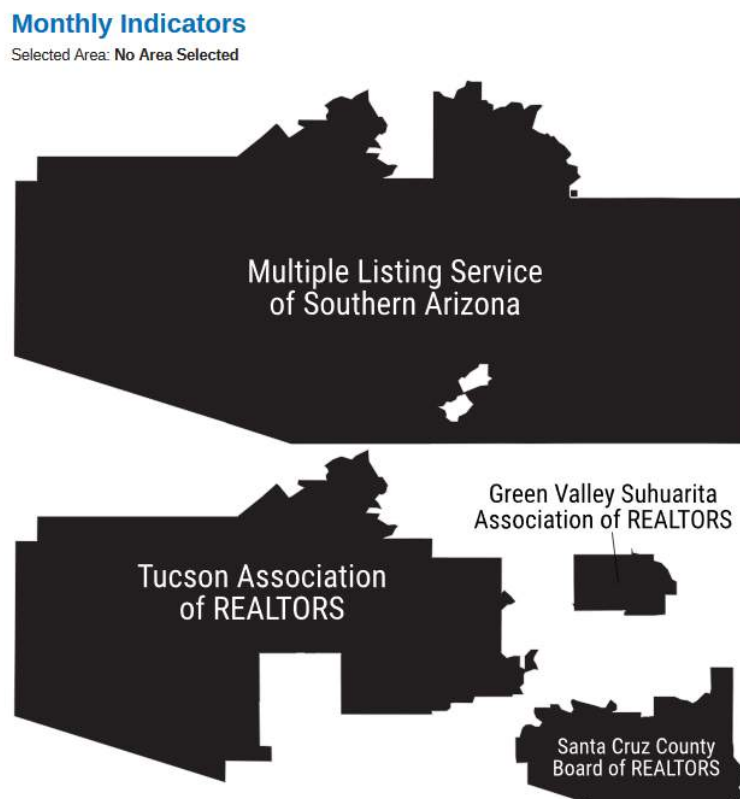 Monthly Indicators
Selected Area: No Area Selected
Multiple Listing Service
of Southern Arizona
Green Valley Suhuarita
Association of REALTORS
Tucson Association
of REALTORS
Santa Cruz County
Board of REALTORS